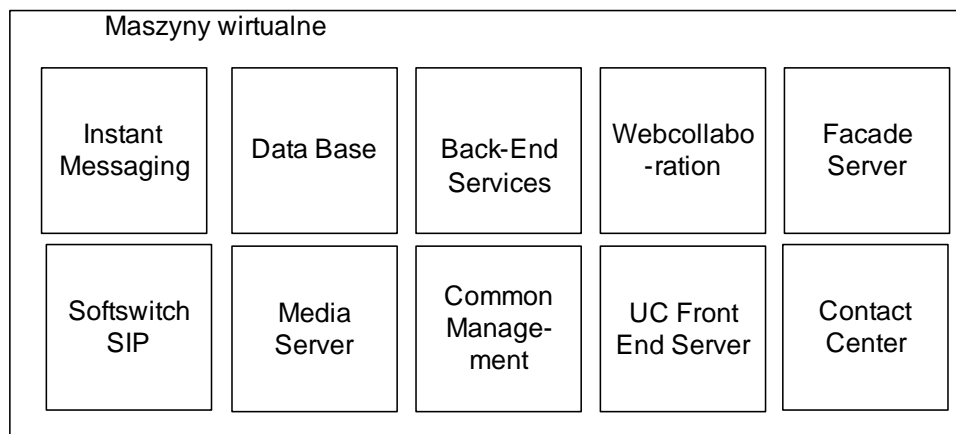 Maszyny wirtualne
Instant
Messaging
Data Base
Back-End
Services
Webcollabo
-ration
Facade
Server
Softswitch
SIP
Media
Server
Common
Manage-
ment
UC Front
End Server
Contact
Center